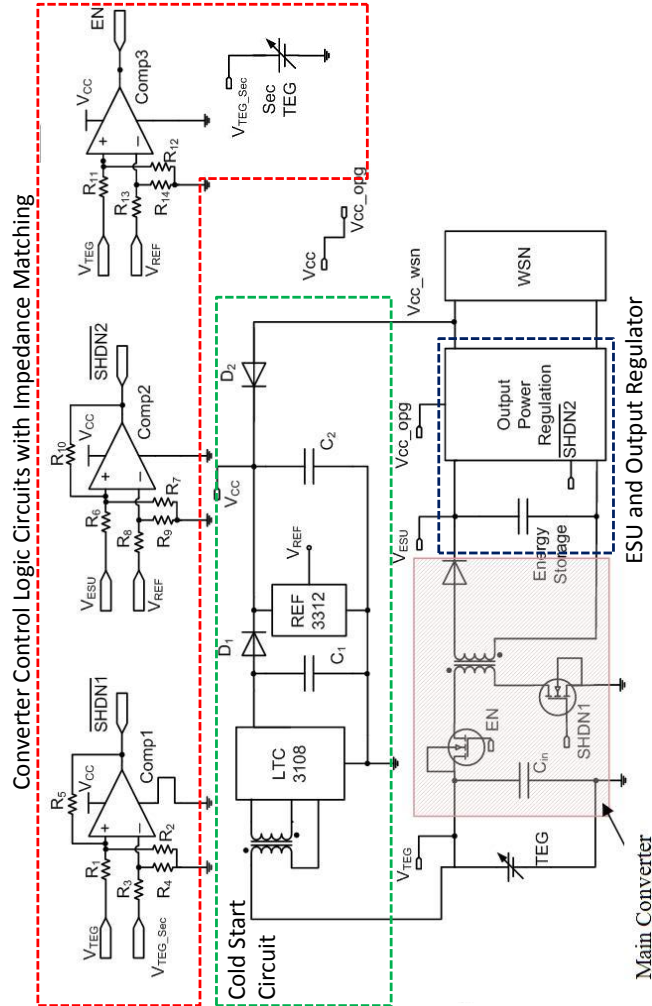 Converter Control Logic Circuits with Impedance Matching
R5
VCC
SHDN1
VTEG
R1
+
Comp1
VTEG_Sec
R3
−
R2
R4
R10
VCC
SHDN2
VESU
R6
+
Comp2
VREF
R8
−
R7
R9
VCC
EN
VTEG
R11
+
Comp3
VREF
R13
−
R12
R14
VTEG_Sec
Sec
TEG
Cold Start
Circuit
LTC
3108
D1
C1
REF
3312
VREF
VCC
C2
D2
Vcc
Vcc_opg
Vcc_wsn
VTEG
TEG
Cin
EN
SHDN1
Main Converter
VESU
Energy
Storage
Vcc_opg
Output
Power
Regulation
SHDN2
WSN
ESU and Output Regulator